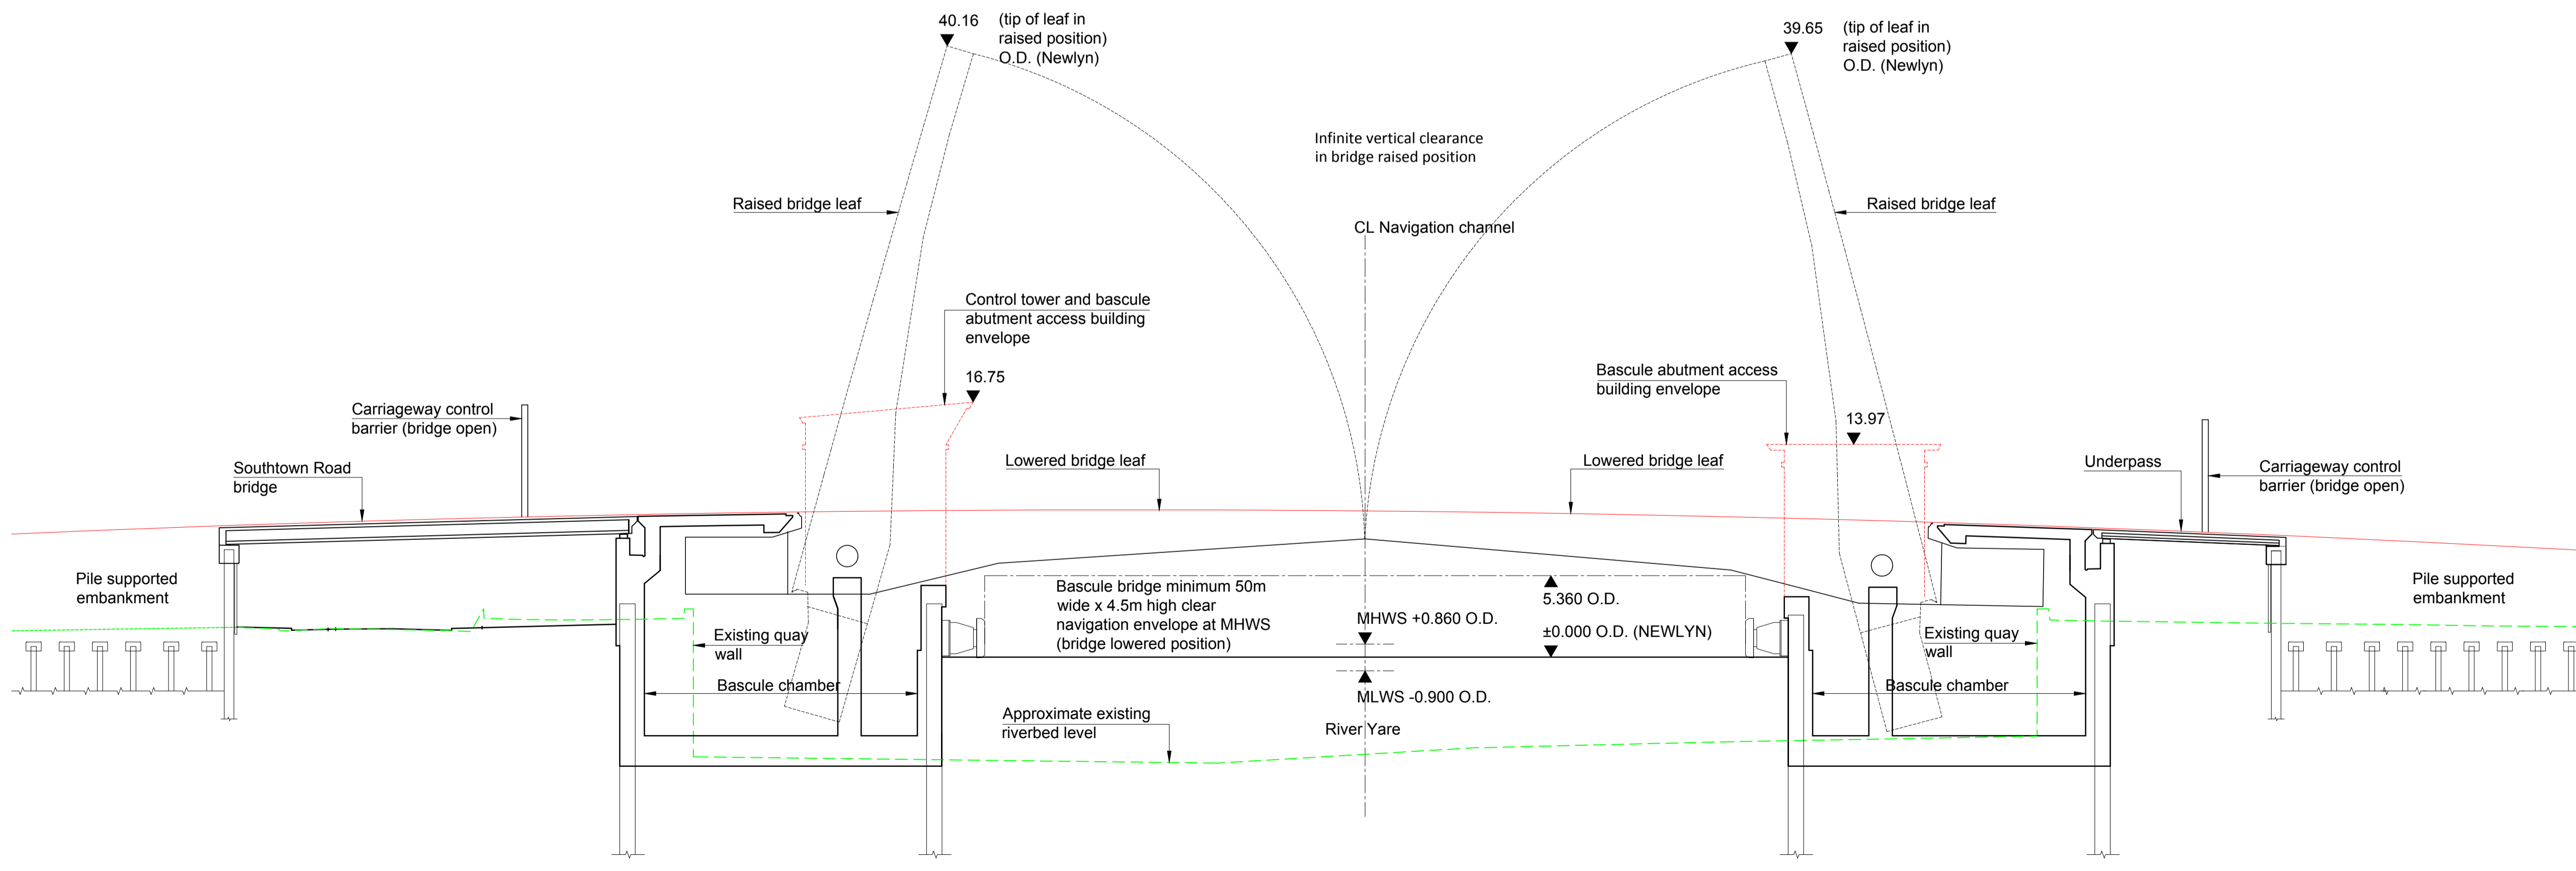 40.16
(tip of leaf in
raised position)
O.D. (Newlyn)
39.65
(tip of leaf in
raised position)
O.D. (Newlyn)
Infinite vertical clearance
in bridge raised position
Raised bridge leaf
Raised bridge leaf
CL Navigation channel
Control tower and bascule
abutment access building
envelope
16.75
Bascule abutment access
building envelope
13.97
Carriageway control
barrier (bridge open)
Southtown Road
bridge
Lowered bridge leaf
Lowered bridge leaf
Underpass
Carriageway control
barrier (bridge open)
Pile supported
embankment
Bascule bridge minimum 50m
wide x 4.5m high clear
navigation envelope at MHWS
(bridge lowered position)
5.360 O.D.
MHWS +0.860 O.D.
±0.000 O.D. (NEWLYN)
MLWS -0.900 O.D.
Pile supported
embankment
Existing quay
wall
Existing quay
wall
Bascule chamber
Bascule chamber
Approximate existing
riverbed level
River Yare